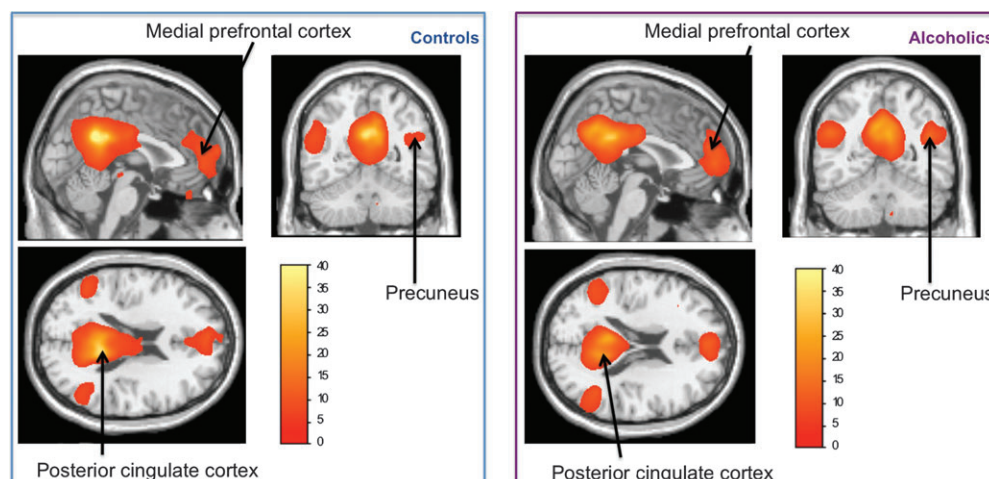 Medial prefrontal cortex
Controls
Precuneus
40
35
30
25
20
15
10
5
0
Posterior cingulate cortex
Medial prefrontal cortex
Alcoholics
Precuneus
40
35
30
25
20
15
10
5
0
Posterior cingulate cortex